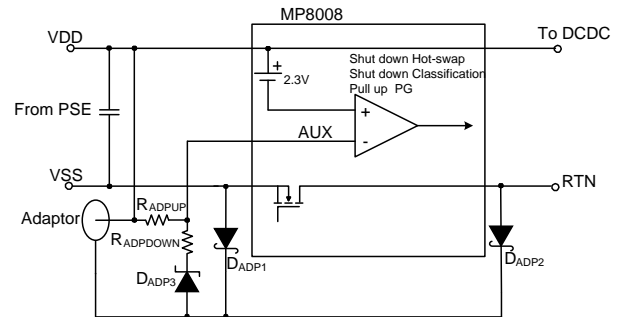 MP8008
VDD
To DCDC
Shut down Hot-swap
Shut down Classification
Pull up PG
+
2.3V
From PSE
+
AUX
-
VSS
RTN
Adaptor
RADPUP
RADPDOWN
DADP1
DADP2
DADP3